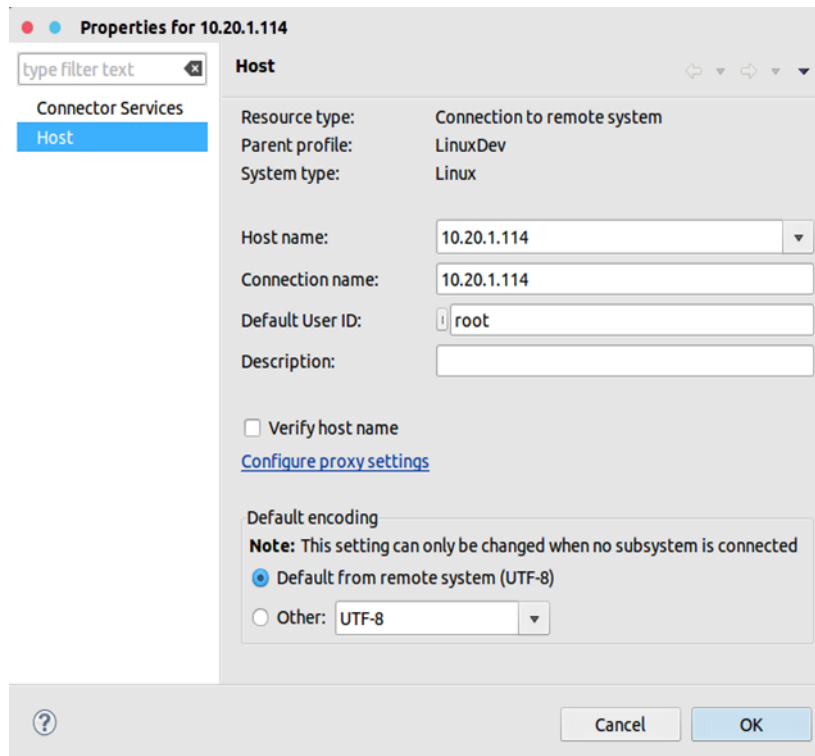 Properties for 10.20.1.114
type filter text
Host
Connector Services
Host
Resource type: Connection to remote system
Parent profile: LinuxDev
System type: Linux
Host name: 10.20.1.114
Connection name: 10.20.1.114
Default User ID: root
Description:
Verify host name
Configure proxy settings
Default encoding
Note: This setting can only be changed when no subsystem is connected
Default from remote system (UTF-8)
Other: UTF-8
?
Cancel OK